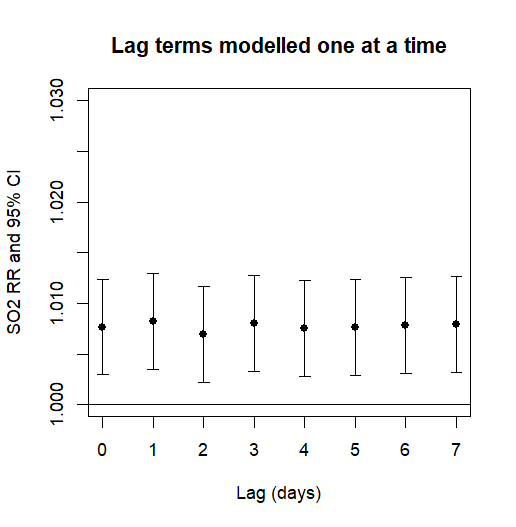 Lag terms modelled one at a time
SO2 RR and 95% CI
1.030
1.020
1.010
1.000
0 1 2 3 4 5 6 7
Lag (days)